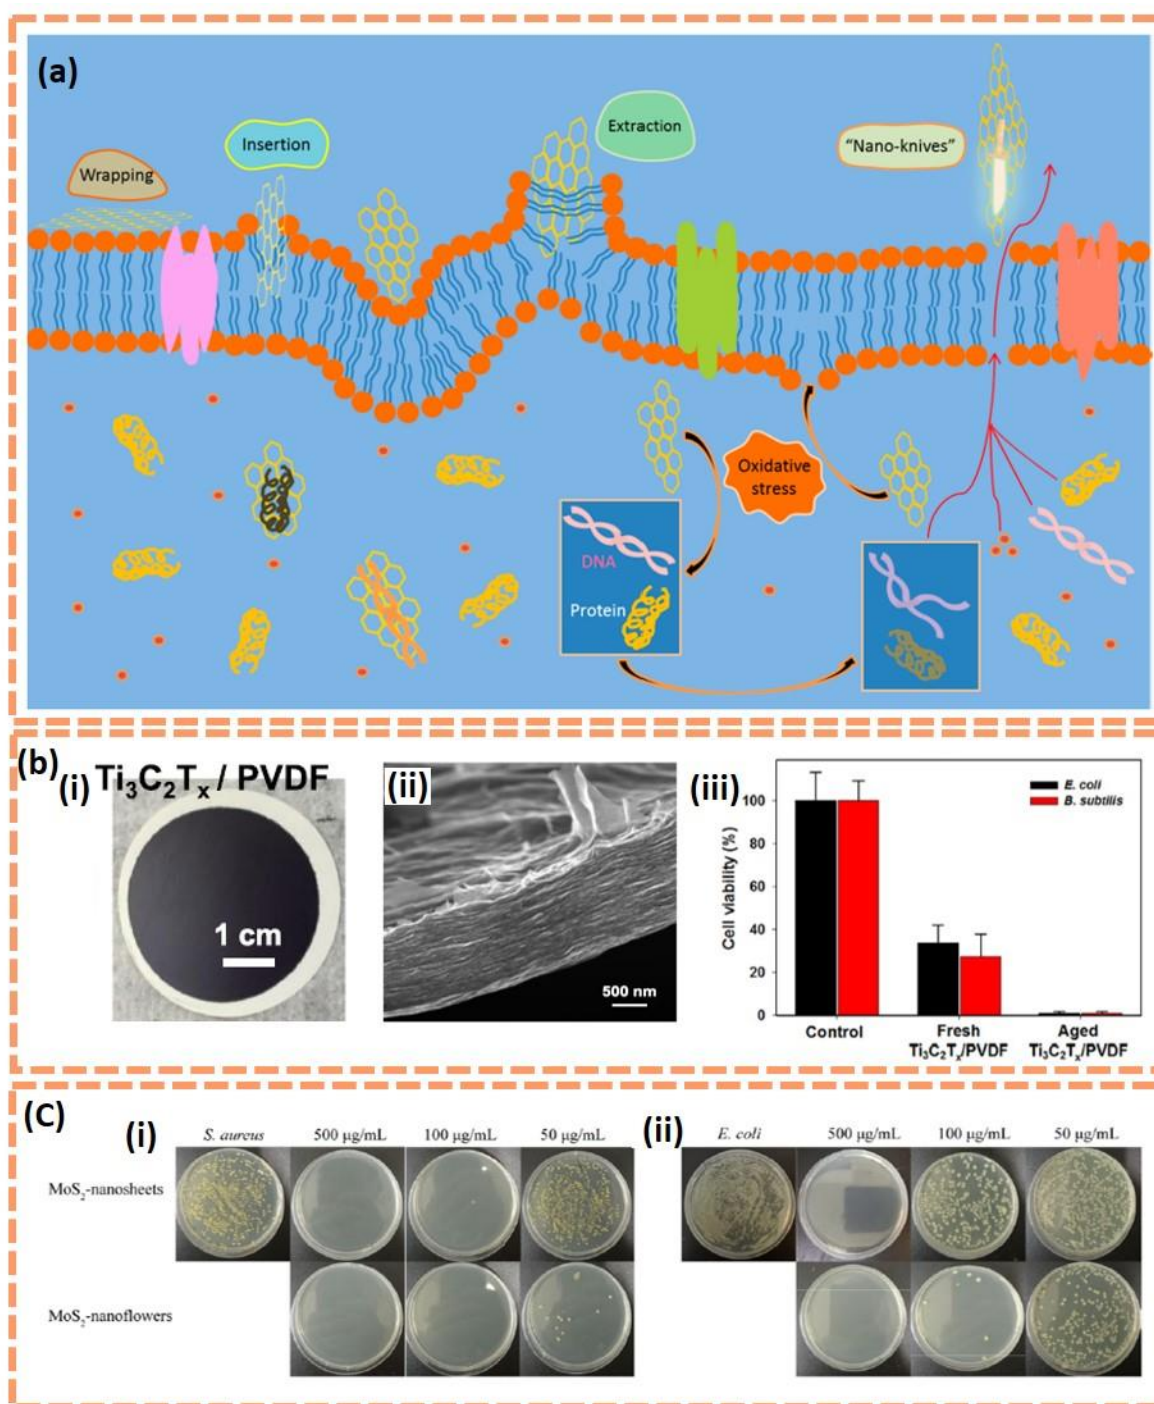 (a)
Wrapping
Insertion
Extraction
“Nano-knives”
Oxidative
stress
DNA
Protein
(b)
(i)
Ti₃C₂Tₓ / PVDF
1 cm
(ii)
500 nm
(iii)
Cell viability (%)
100
80
60
40
20
0
E. coli
B. subtilis
Control
Fresh
Ti₃C₂Tₓ/PVDF
Aged
Ti₃C₂Tₓ/PVDF
(C)
(i)
S. aureus 500 μg/mL 100 μg/mL 50 μg/mL
MoS₂-nanosheets
MoS₂-nanoflowers
(ii)
E. coli 500 μg/mL 100 μg/mL 50 μg/mL